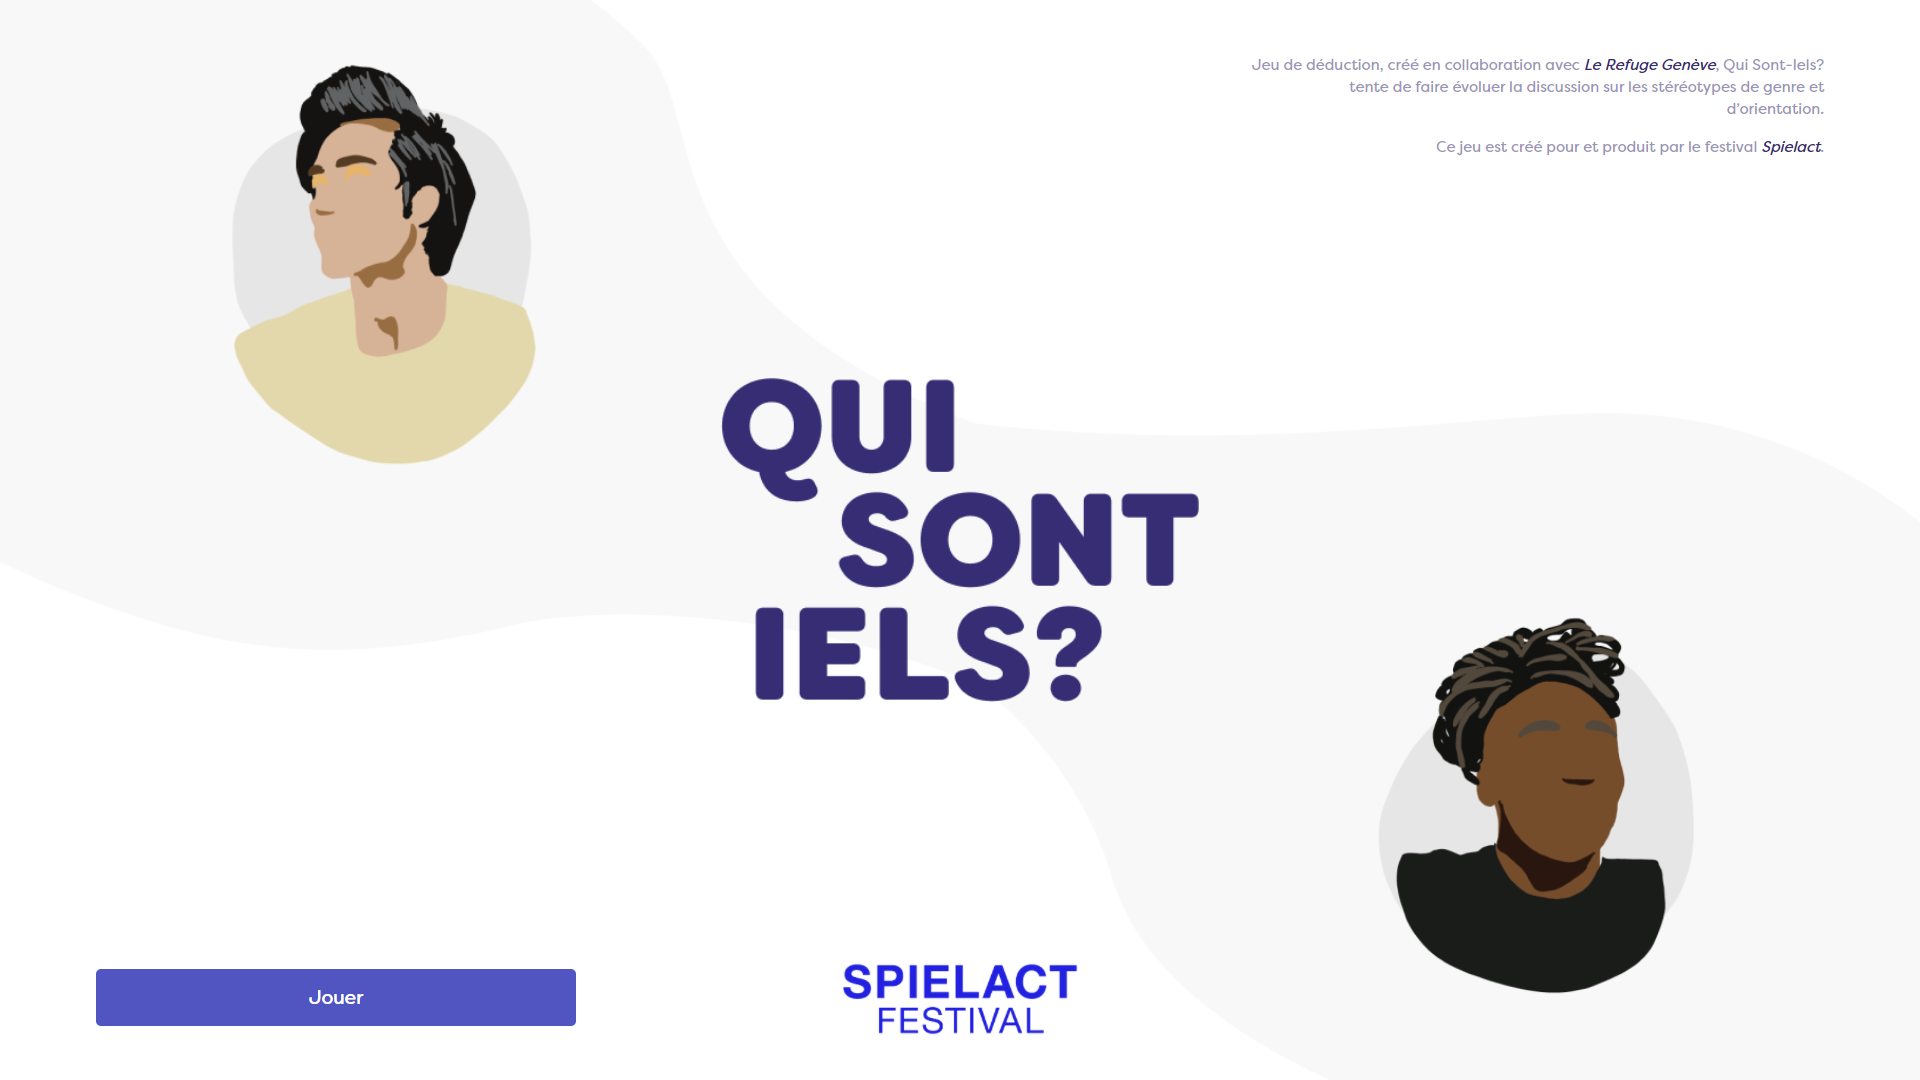 Jeu de déduction, créé en collaboration avec Le Refuge Genève, Qui Sont-Iels?
tente de faire évoluer la discussion sur les stéréotypes de genre et
d'orientation.
Ce jeu est créé pour et produit par le festival Spielact.
QUI
SONT
IELS?
Jouer
SPIELACT
FESTIVAL